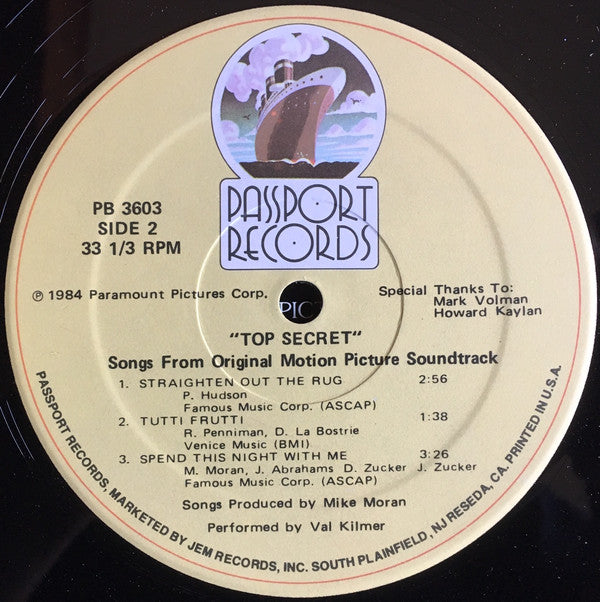 PASSPORT
RECORDS
PB 3603
SIDE 2
33 1/3 RPM
℗ 1984 Paramount Pictures Corp.
Special Thanks To:
Mark Volman
Howard Kaylan
PIC
"TOP SECRET"
Songs From Original Motion Picture Soundtrack
1. STRAIGHTEN OUT THE RUG 2:56
P. Hudson
Famous Music Corp. (ASCAP)
2. TUTTI FRUTTI 1:38
R. Penniman, D. La Bostrie
Venice Music (BMI)
3. SPEND THIS NIGHT WITH ME 3:26
M. Moran, J. Abrahams D. Zucker J. Zucker
Famous Music Corp. (ASCAP)
Songs Produced by Mike Moran
Performed by Val Kilmer
PASSPORT RECORDS, MARKETED BY JEM RECORDS, INC. SOUTH PLAINFIELD, NJ RESEDA, CA. PRINTED IN U.S.A.